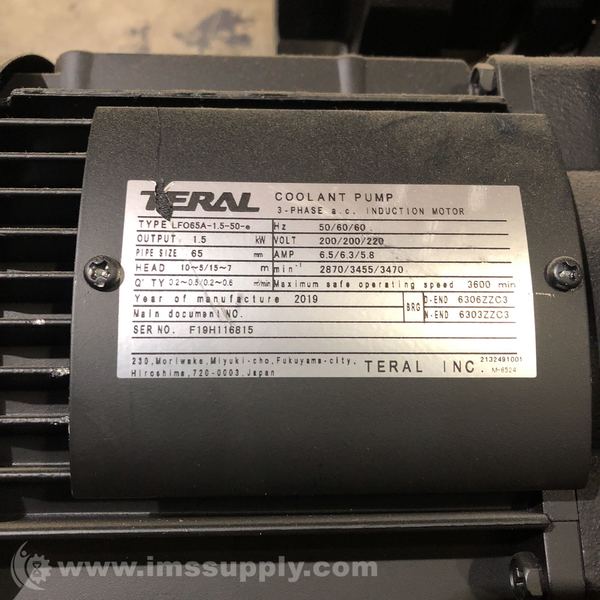 TERAL COOLANT PUMP
3-PHASE a.c. INDUCTION MOTOR
TYPE LFO65A-1.5-50-e Hz 50/60/60
OUTPUT 1.5 kW VOLT 200/200/220
PIPE SIZE 65 mm AMP 6.5/6.3/5.8
HEAD 10~5/15~7 m min⁻¹ 2870/3455/3470
Q'TY 0.2~0.5/0.2~0.6 m³/min Maximum safe operating speed 3600 min
Year of manufacture 2019 BRG D-END 6306ZZC3
Main document NO. N-END 6303ZZC3
SERI NO. F19H116815
230, Moriwake, Miyuki-cho, Fukuyama-city, TERAL INC. 2132491001
Hiroshima, 720-0003, Japan M-6524
www.imssupply.com